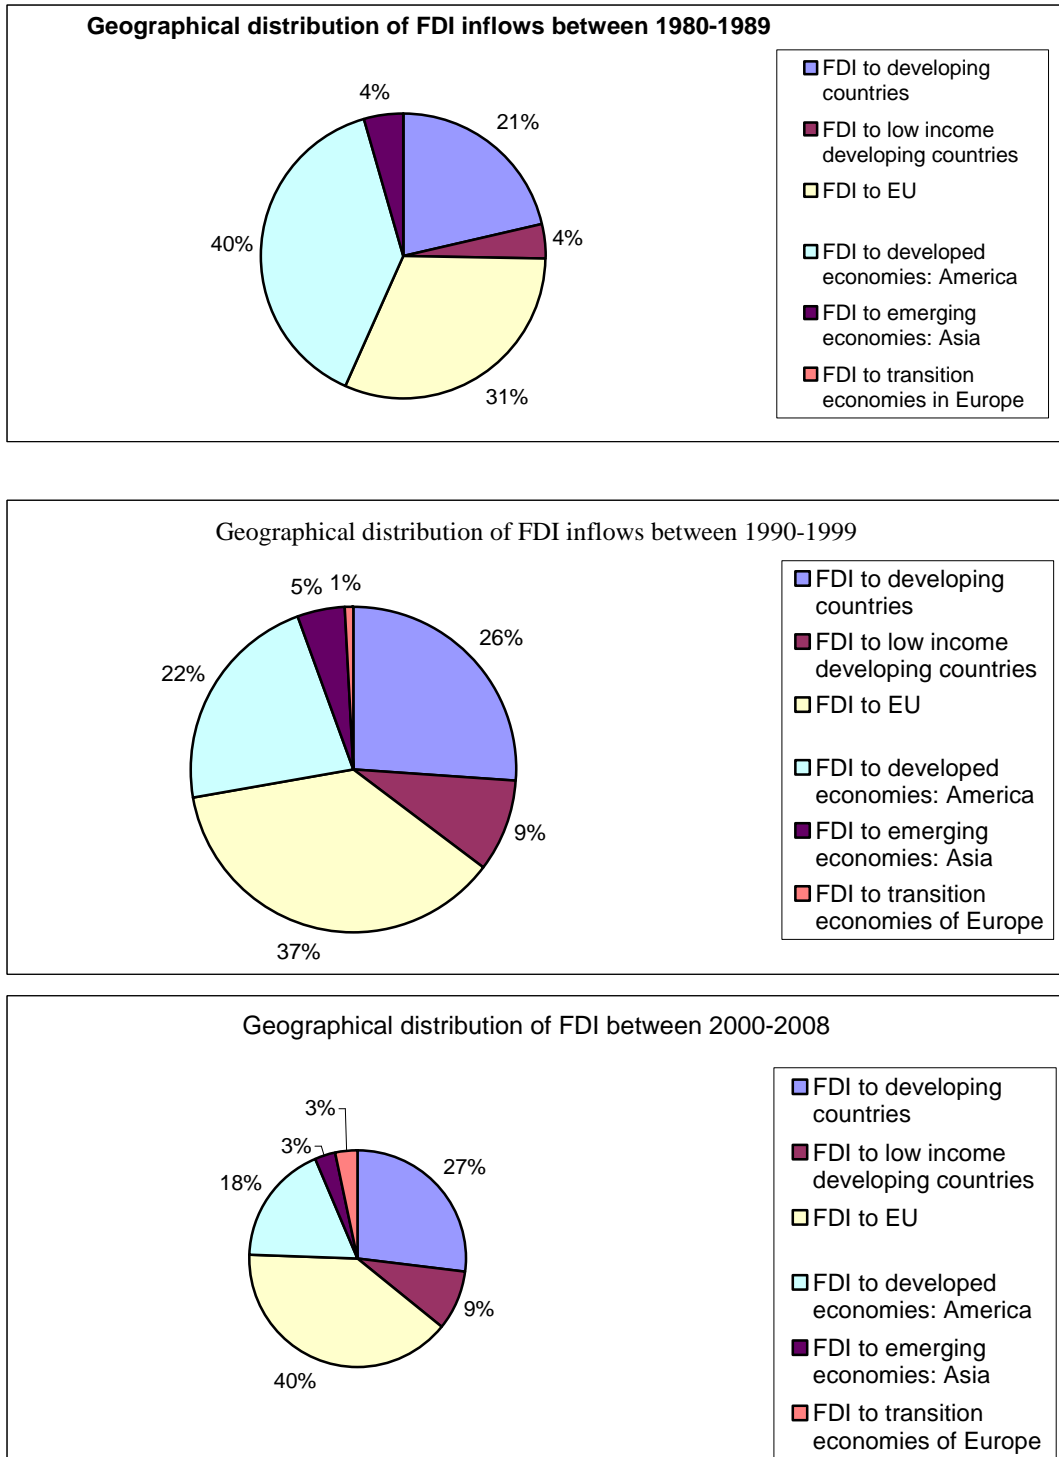 Geographical distribution of FDI inflows between 1980-1989
4%
21%
40%
4%
31%
FDI to developing
countries
FDI to low income
developing countries
FDI to EU
FDI to developed
economies: America
FDI to emerging
economies: Asia
FDI to transition
economies in Europe
Geographical distribution of FDI inflows between 1990-1999
5% 1%
26%
22%
9%
37%
FDI to developing
countries
FDI to low income
developing countries
FDI to EU
FDI to developed
economies: America
FDI to emerging
economies: Asia
FDI to transition
economies of Europe
Geographical distribution of FDI between 2000-2008
3%
3%
27%
18%
9%
40%
FDI to developing
countries
FDI to low income
developing countries
FDI to EU
FDI to developed
economies: America
FDI to emerging
economies: Asia
FDI to transition
economies of Europe